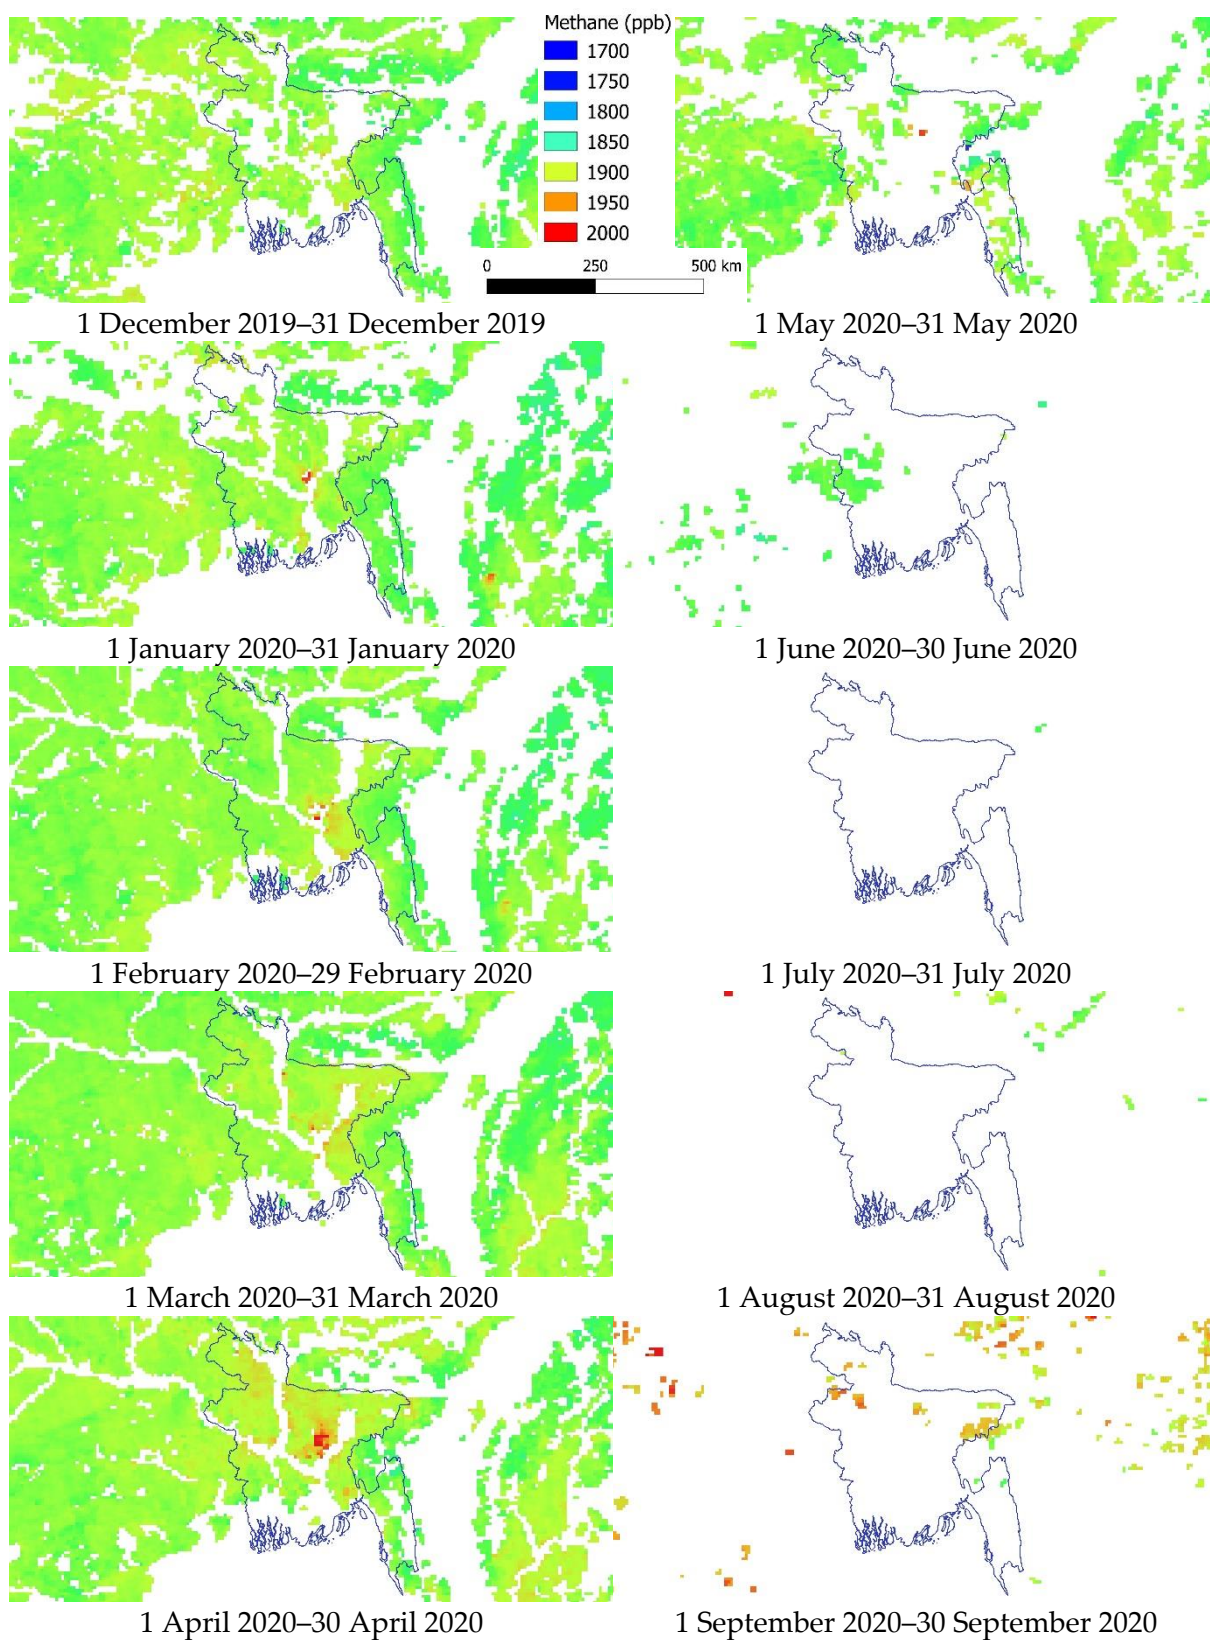 Methane (ppb)
1700
1750
1800
1850
1900
1950
2000
0 250 500 km
1 December 2019–31 December 2019
1 May 2020–31 May 2020
1 January 2020–31 January 2020
1 June 2020–30 June 2020
1 February 2020–29 February 2020
1 July 2020–31 July 2020
1 March 2020–31 March 2020
1 August 2020–31 August 2020
1 April 2020–30 April 2020
1 September 2020–30 September 2020